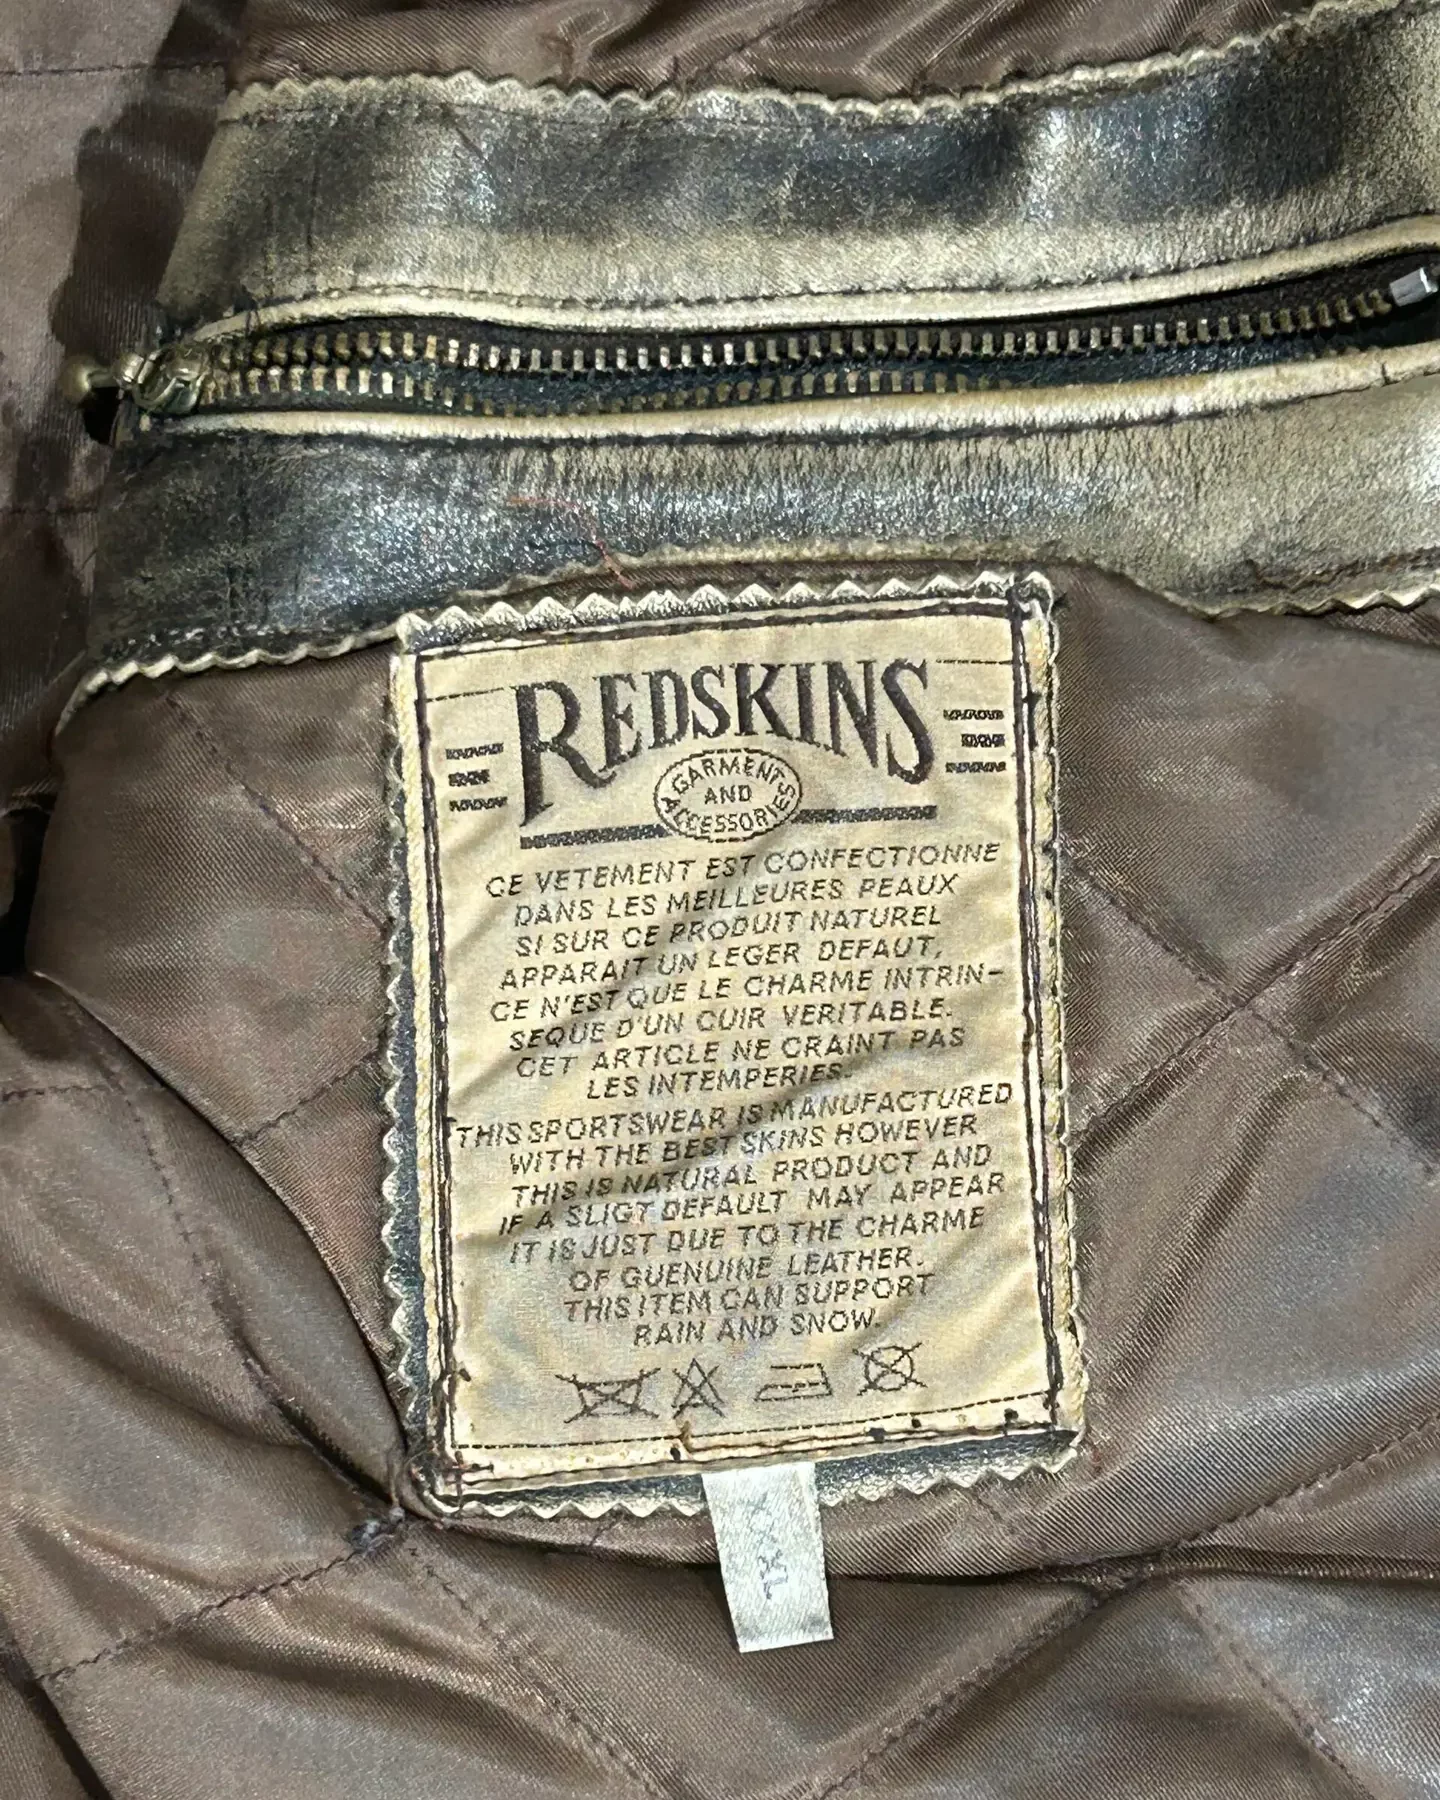 REDSKINS
GARMENTS
AND
ACCESSORIES
CE VETEMENT EST CONFECTIONNE
DANS LES MEILLEURES PEAUX
SI SUR CE PRODUIT NATUREL
APPARAIT UN LEGER DEFAUT,
CE N'EST QUE LE CHARME INTRIN-
SEQUE D'UN CUIR VERITABLE.
CET ARTICLE NE CRAINT PAS
LES INTEMPERIES.
THIS SPORTSWEAR IS MANUFACTURED
WITH THE BEST SKINS HOWEVER
THIS IS NATURAL PRODUCT AND
IF A SLIGT DEFAULT MAY APPEAR
IT IS JUST DUE TO THE CHARME
OF GUENUINE LEATHER.
THIS ITEM CAN SUPPORT
RAIN AND SNOW.